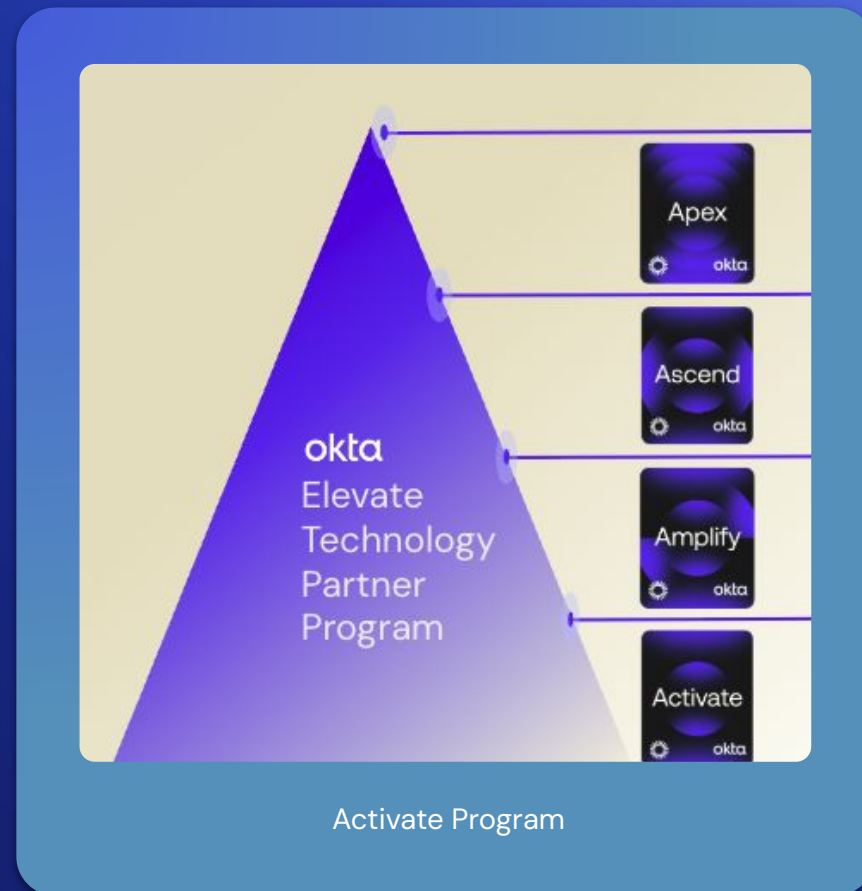 okta
Elevate
Technology
Partner
Program
Apex
okta
Ascend
okta
Amplify
okta
Activate
okta
Activate Program